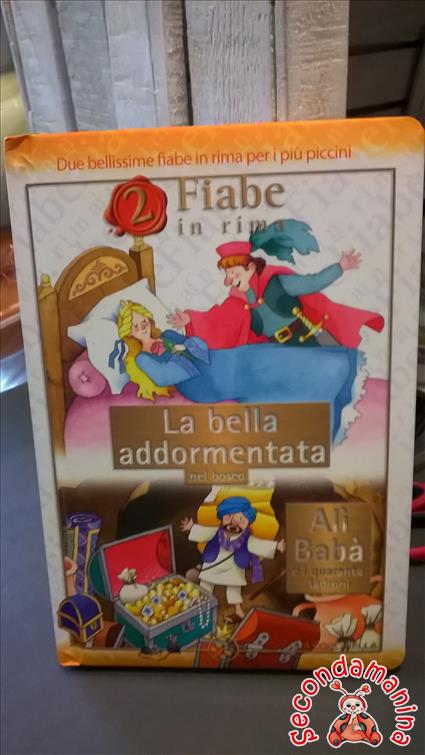 Due bellissime fiabe in rima per i più piccini
2 Fiabe
in rima
La bella
addormentata
nel bosco
Alì
Babà
e i quaranta
ladroni
Secondamanina